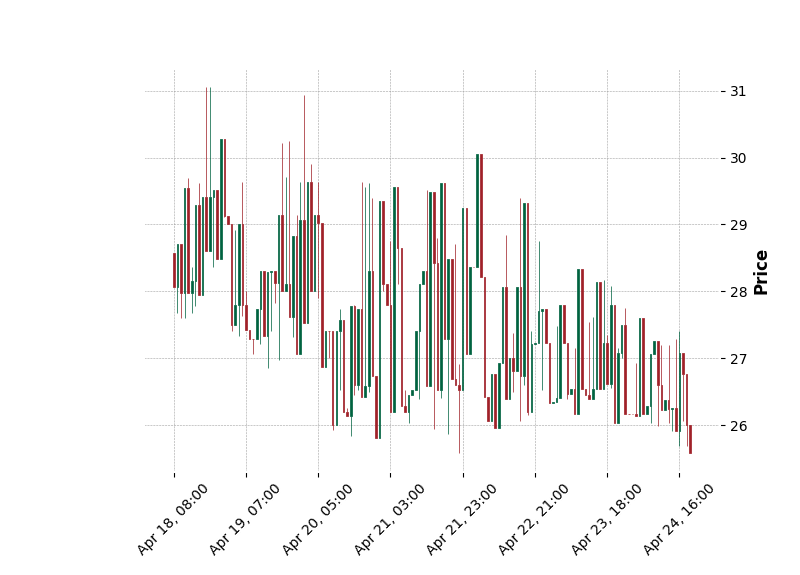 31
30
29
28
27
26
Price
Apr 18, 08:00
Apr 19, 07:00
Apr 20, 05:00
Apr 21, 03:00
Apr 21, 23:00
Apr 22, 21:00
Apr 23, 18:00
Apr 24, 16:00